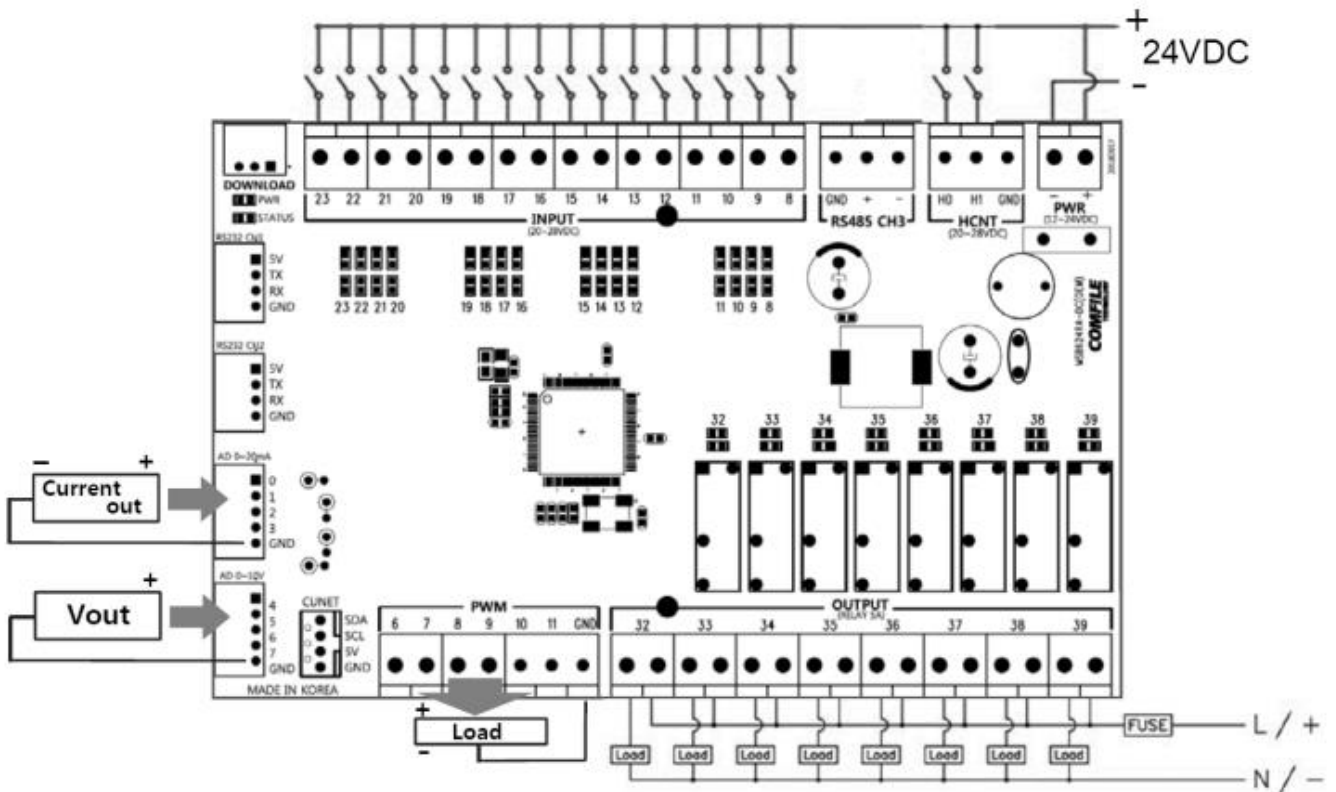 +
24VDC
-
DOWNLOAD
PWR
STATUS
23 22 21 20 19 18 17 16 15 14 13 12 11 10 9 8
INPUT
(20~28VDC)
GND + -
RS485 CH3
H0 H1 GND
HCNT
(20~28VDC)
- +
PWR
(12~24VDC)
RS232 CH1
5V
TX
RX
GND
23 22 21 20
19 18 17 16
15 14 13 12
11 10 9 8
COMFILE
TECHNOLOGY
RS232 CH2
5V
TX
RX
GND
32 33 34 35 36 37 38 39
AD 0~20mA
0
1
2
3
GND
- +
Current
out
AD 0~10V
4
5
6
7
GND
+
Vout
CUNET
SDA
SCL
5V
GND
MADE IN KOREA
PWM
6 7 8 9 10 11 GND
OUTPUT
(RELAY 5A)
32 33 34 35 36 37 38 39
+
Load
-
FUSE
L / +
Load Load Load Load Load Load Load Load
N / -